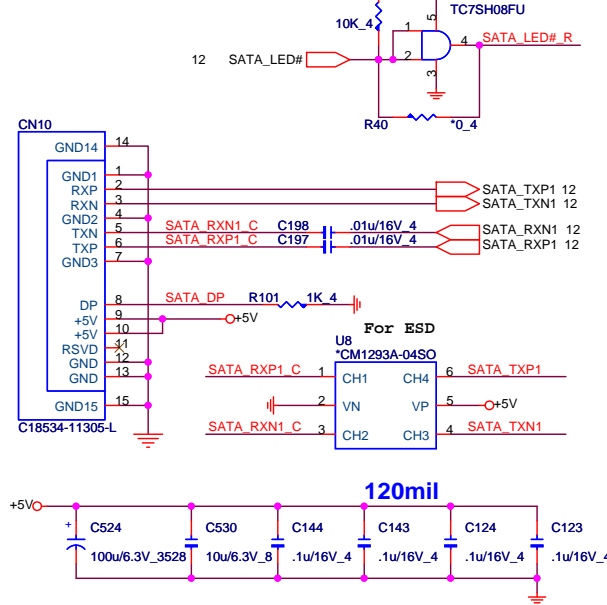 TC7SH08FU
10K_4
5
1
2
4
3
SATA_LED#_R
12 SATA_LED#
R40 *0_4
CN10
GND14 14
GND1 1
RXP 2 SATA_TXP1 12
RXN 3 SATA_TXN1 12
GND2 4
TXN 5 SATA_RXN1_C C198 .01u/16V_4 SATA_RXN1 12
TXP 6 SATA_RXP1_C C197 .01u/16V_4 SATA_RXP1 12
GND3 7
DP 8 SATA_DP R101 1K_4
+5V 9 +5V
+5V 10
RSVD 11
GND 12
GND 13
GND15 15
C18534-11305-L
For ESD
U8
*CM1293A-04SO
SATA_RXP1_C 1 CH1 CH4 6 SATA_TXP1
2 VN VP 5 +5V
SATA_RXN1_C 3 CH2 CH3 4 SATA_TXN1
120mil
+5V
+ C524 C530 C144 C143 C124 C123
100u/6.3V_3528 10u/6.3V_8 .1u/16V_4 .1u/16V_4 .1u/16V_4 .1u/16V_4